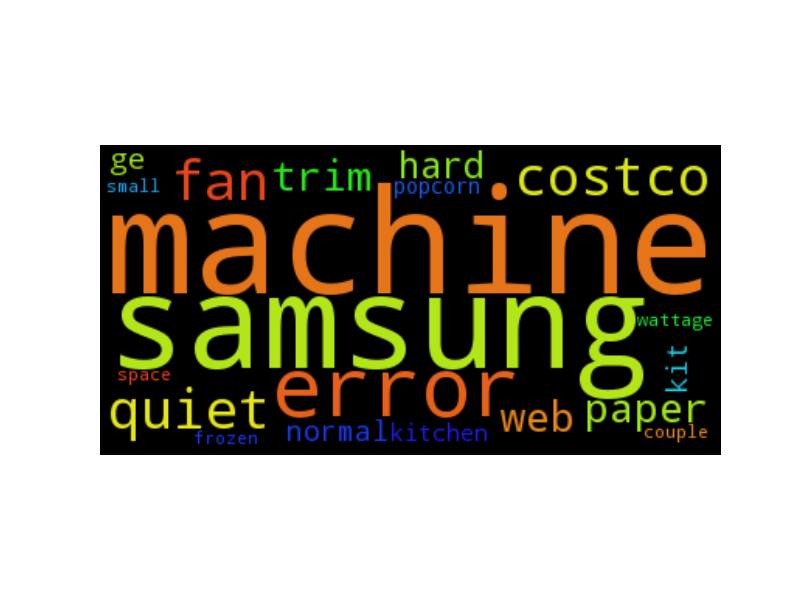 ge fan trim hard costco
small popcorn
machine
samsung
wattage
space error kit
quiet web paper
frozen normal kitchen couple